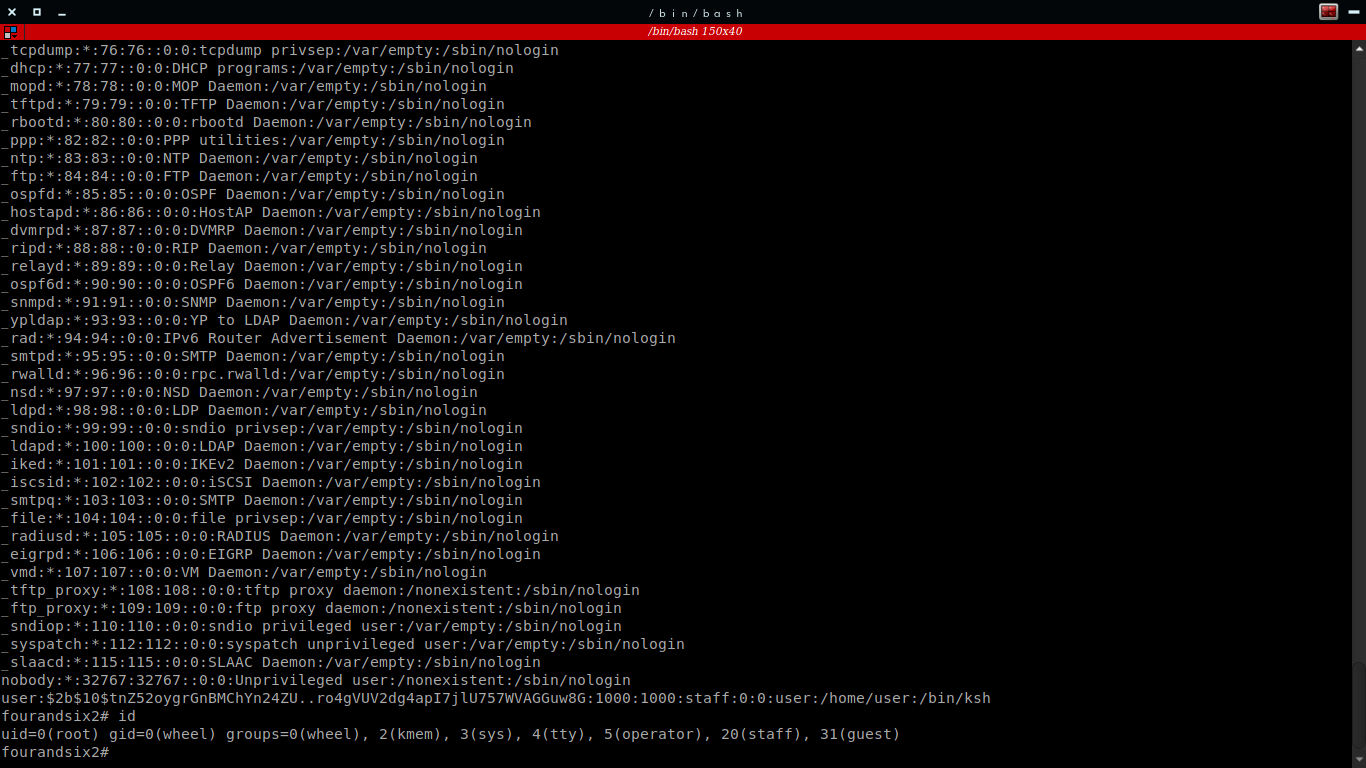 /bin/bash
/bin/bash 150x40
_tcpdump:*:76:76::0:0:tcpdump privsep:/var/empty:/sbin/nologin
_dhcp:*:77:77::0:0:DHCP programs:/var/empty:/sbin/nologin
_mopd:*:78:78::0:0:MOP Daemon:/var/empty:/sbin/nologin
_tftpd:*:79:79::0:0:TFTP Daemon:/var/empty:/sbin/nologin
_rbootd:*:80:80::0:0:rbootd Daemon:/var/empty:/sbin/nologin
_ppp:*:82:82::0:0:PPP utilities:/var/empty:/sbin/nologin
_ntp:*:83:83::0:0:NTP Daemon:/var/empty:/sbin/nologin
_ftp:*:84:84::0:0:FTP Daemon:/var/empty:/sbin/nologin
_ospfd:*:85:85::0:0:OSPF Daemon:/var/empty:/sbin/nologin
_hostapd:*:86:86::0:0:HostAP Daemon:/var/empty:/sbin/nologin
_dvmrpd:*:87:87::0:0:DVMRP Daemon:/var/empty:/sbin/nologin
_ripd:*:88:88::0:0:RIP Daemon:/var/empty:/sbin/nologin
_relayd:*:89:89::0:0:Relay Daemon:/var/empty:/sbin/nologin
_ospf6d:*:90:90::0:0:OSPF6 Daemon:/var/empty:/sbin/nologin
_snmpd:*:91:91::0:0:SNMP Daemon:/var/empty:/sbin/nologin
_ypldap:*:93:93::0:0:YP to LDAP Daemon:/var/empty:/sbin/nologin
_rad:*:94:94::0:0:IPv6 Router Advertisement Daemon:/var/empty:/sbin/nologin
_smtpd:*:95:95::0:0:SMTP Daemon:/var/empty:/sbin/nologin
_rwalld:*:96:96::0:0:rpc.rwalld:/var/empty:/sbin/nologin
_nsd:*:97:97::0:0:NSD Daemon:/var/empty:/sbin/nologin
_ldpd:*:98:98::0:0:LDP Daemon:/var/empty:/sbin/nologin
_sndio:*:99:99::0:0:sndio privsep:/var/empty:/sbin/nologin
_ldapd:*:100:100::0:0:LDAP Daemon:/var/empty:/sbin/nologin
_iked:*:101:101::0:0:IKEv2 Daemon:/var/empty:/sbin/nologin
_iscsid:*:102:102::0:0:iSCSI Daemon:/var/empty:/sbin/nologin
_smtpq:*:103:103::0:0:SMTP Daemon:/var/empty:/sbin/nologin
_file:*:104:104::0:0:file privsep:/var/empty:/sbin/nologin
_radiusd:*:105:105::0:0:RADIUS Daemon:/var/empty:/sbin/nologin
_eigrpd:*:106:106::0:0:EIGRP Daemon:/var/empty:/sbin/nologin
_vmd:*:107:107::0:0:VM Daemon:/var/empty:/sbin/nologin
_tftp_proxy:*:108:108::0:0:tftp proxy daemon:/nonexistent:/sbin/nologin
_ftp_proxy:*:109:109::0:0:ftp proxy daemon:/nonexistent:/sbin/nologin
_sndiop:*:110:110::0:0:sndio privileged user:/var/empty:/sbin/nologin
_syspatch:*:112:112::0:0:syspatch unprivileged user:/var/empty:/sbin/nologin
_slaacd:*:115:115::0:0:SLAAC Daemon:/var/empty:/sbin/nologin
nobody:*:32767:32767::0:0:Unprivileged user:/nonexistent:/sbin/nologin
user:$2b$10$tnZ52oygrGnBMChYn24ZU..ro4gVUV2dg4apI7jlU757WVAGGuw8G:1000:1000:staff:0:0:user:/home/user:/bin/ksh
fourandsix2# id
uid=0(root) gid=0(wheel) groups=0(wheel), 2(kmem), 3(sys), 4(tty), 5(operator), 20(staff), 31(guest)
fourandsix2#